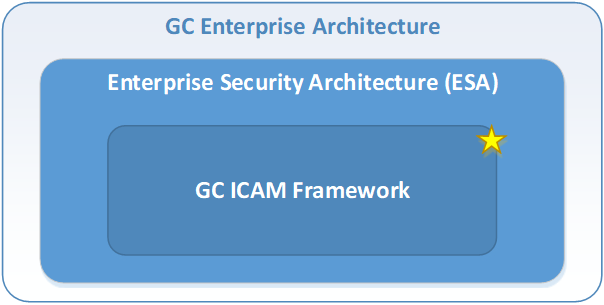 GC Enterprise Architecture
Enterprise Security Architecture (ESA)
GC ICAM Framework